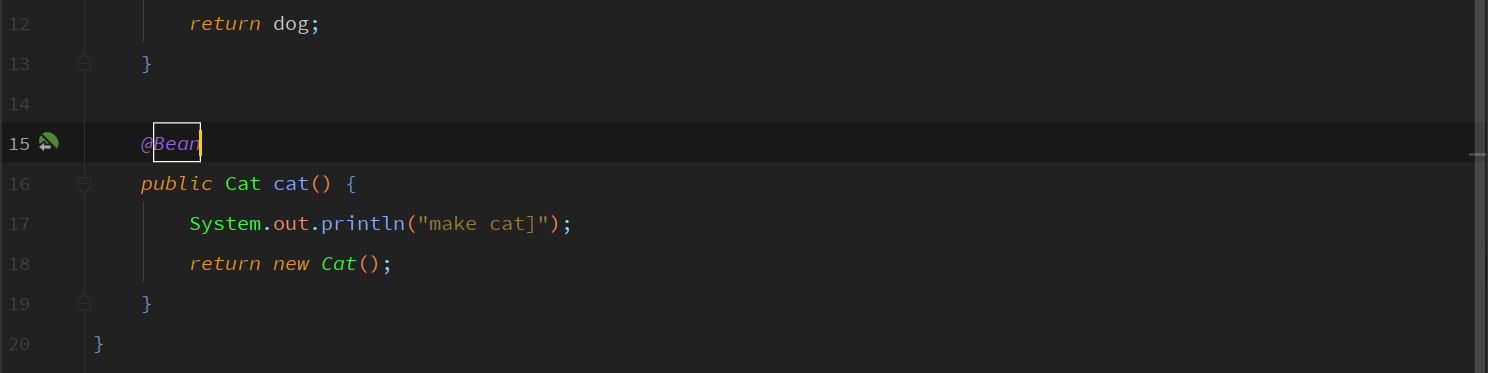 12 return dog;
13 }
14
15 @Bean
16 public Cat cat() {
17 System.out.println("make cat]");
18 return new Cat();
19 }
20 }